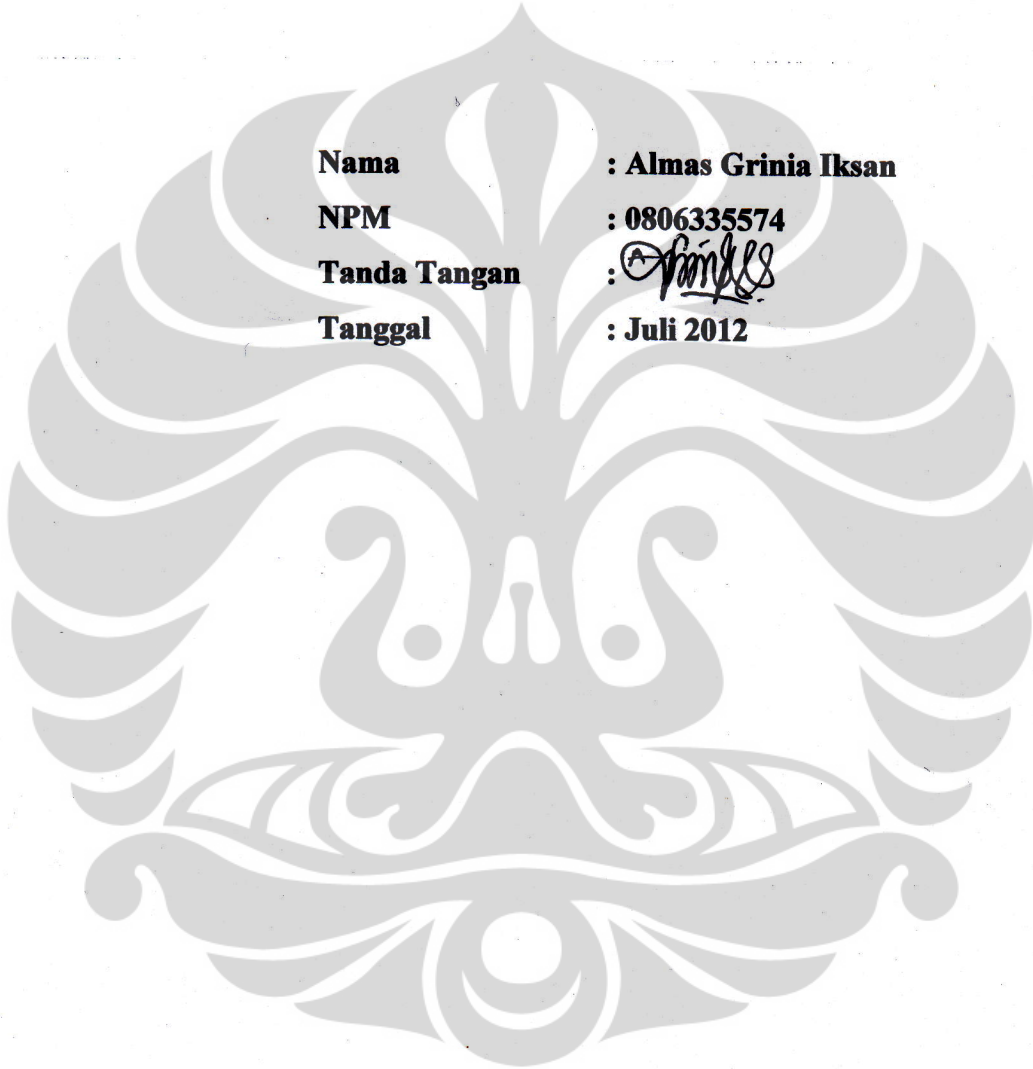 Nama : Almas Grinia Iksan
NPM : 0806335574
Tanda Tangan :
Tanggal : Juli 2012